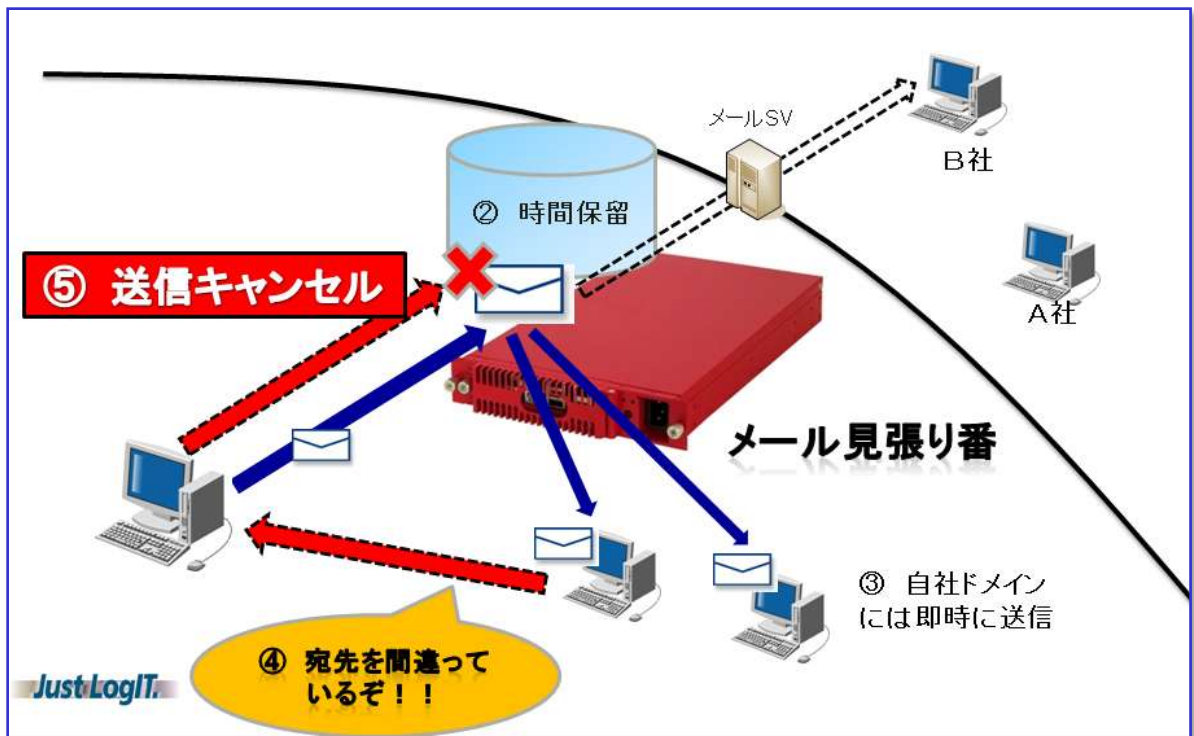 メールSV
B社
② 時間保留
⑤ 送信キャンセル
A社
メール見張り番
③ 自社ドメイン
には即時に送信
④ 宛先を間違って
いるぞ！！
Just LogIT.